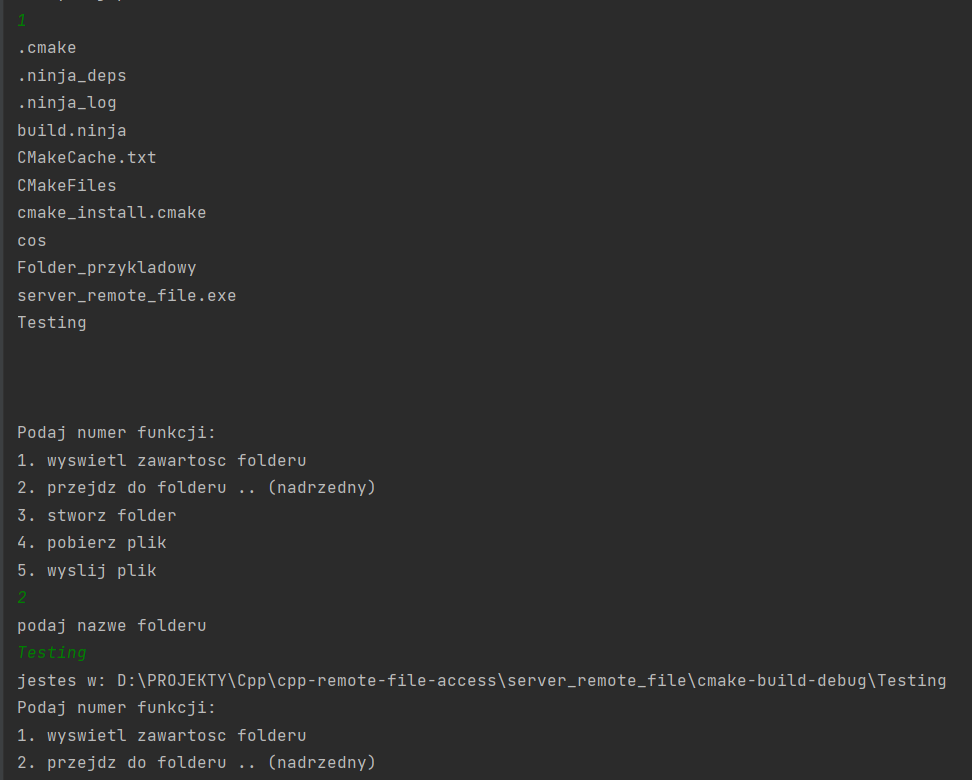 1
.cmake
.ninja_deps
.ninja_log
build.ninja
CMakeCache.txt
CMakeFiles
cmake_install.cmake
cos
Folder_przykladowy
server_remote_file.exe
Testing
Podaj numer funkcji:
1. wyswietl zawartosc folderu
2. przejdz do folderu .. (nadrzedny)
3. stworz folder
4. pobierz plik
5. wyslij plik
2
podaj nazwe folderu
Testing
jestes w: D:\PROJEKTY\Cpp\cpp-remote-file-access\server_remote_file\cmake-build-debug\Testing
Podaj numer funkcji:
1. wyswietl zawartosc folderu
2. przejdz do folderu .. (nadrzedny)